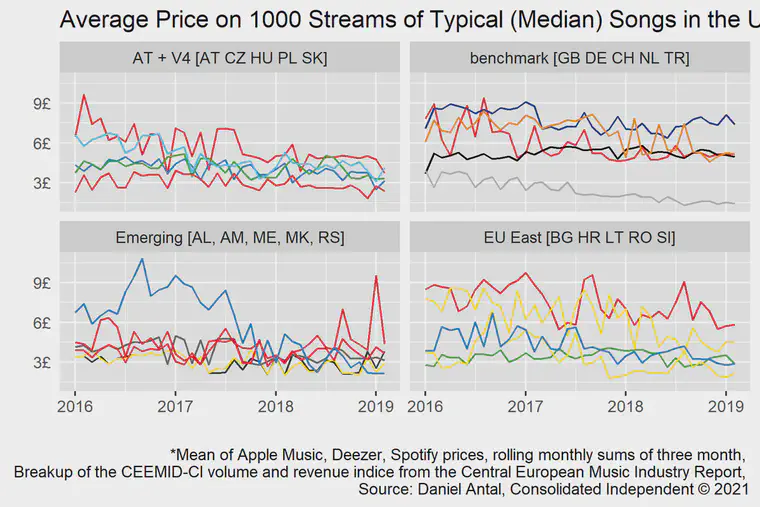 Average Price on 1000 Streams of Typical (Median) Songs in the U
AT + V4 [AT CZ HU PL SK]
benchmark [GB DE CH NL TR]
9£
6£
3£
Emerging [AL, AM, ME, MK, RS]
EU East [BG HR LT RO SI]
9£
6£
3£
2016 2017 2018 2019 2016 2017 2018 2019
*Mean of Apple Music, Deezer, Spotify prices, rolling monthly sums of three month,
Breakup of the CEEMID-CI volume and revenue indice from the Central European Music Industry Report,
Source: Daniel Antal, Consolidated Independent © 2021